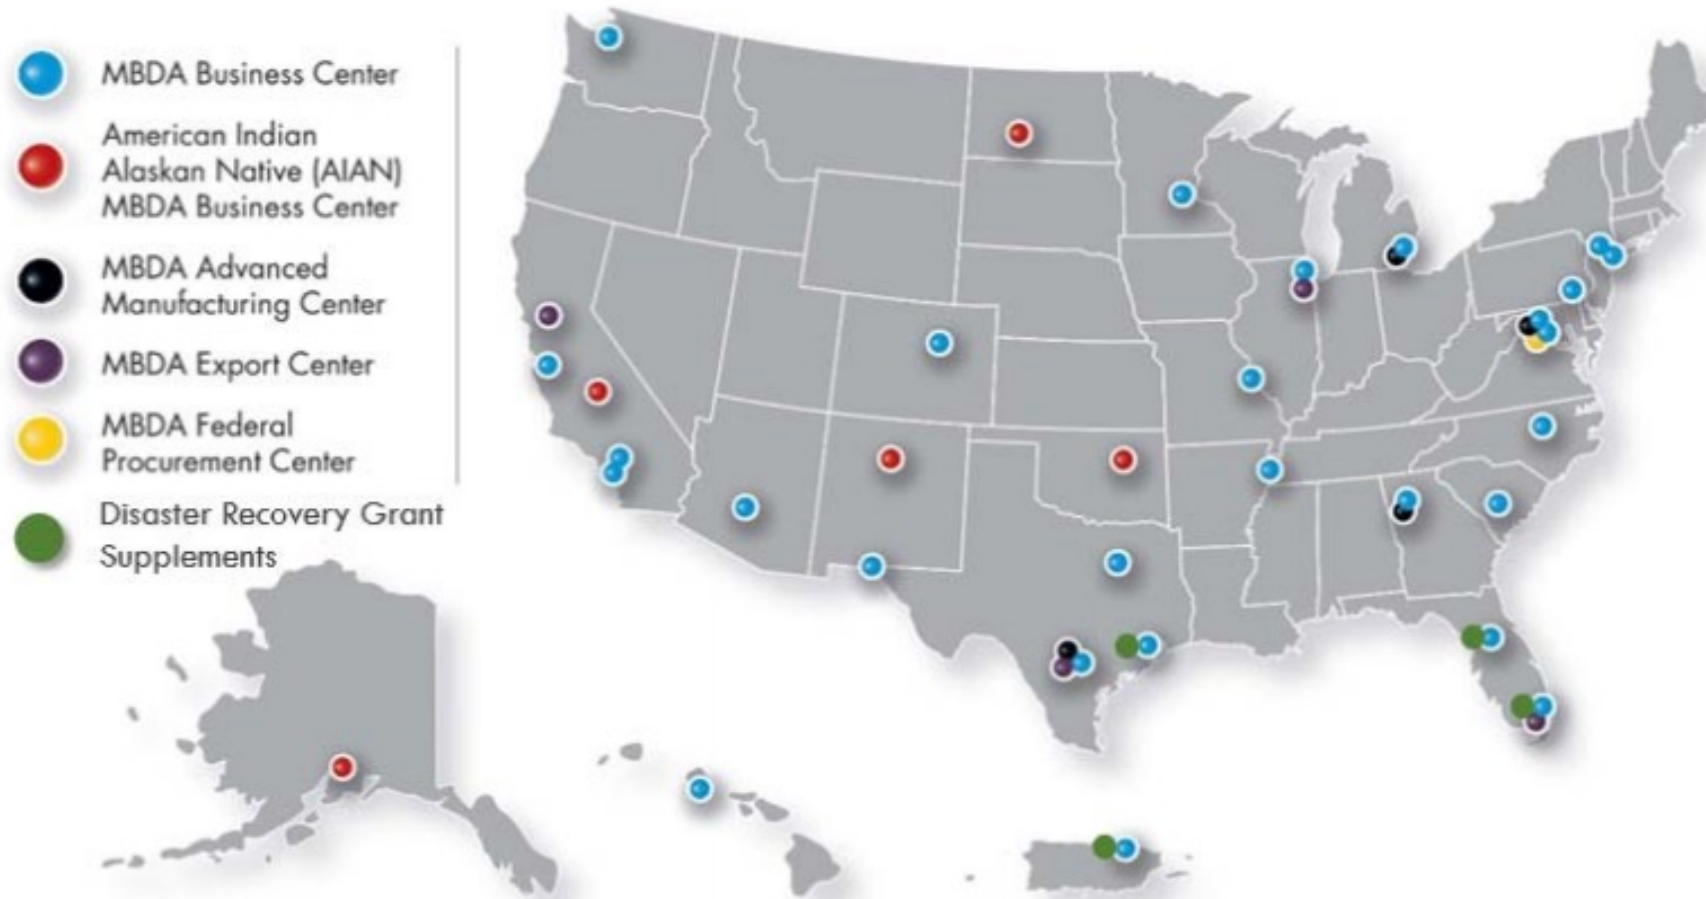 MBDA Business Center
American Indian
Alaskan Native (AIAN)
MBDA Business Center
MBDA Advanced
Manufacturing Center
MBDA Export Center
MBDA Federal
Procurement Center
Disaster Recovery Grant
Supplements